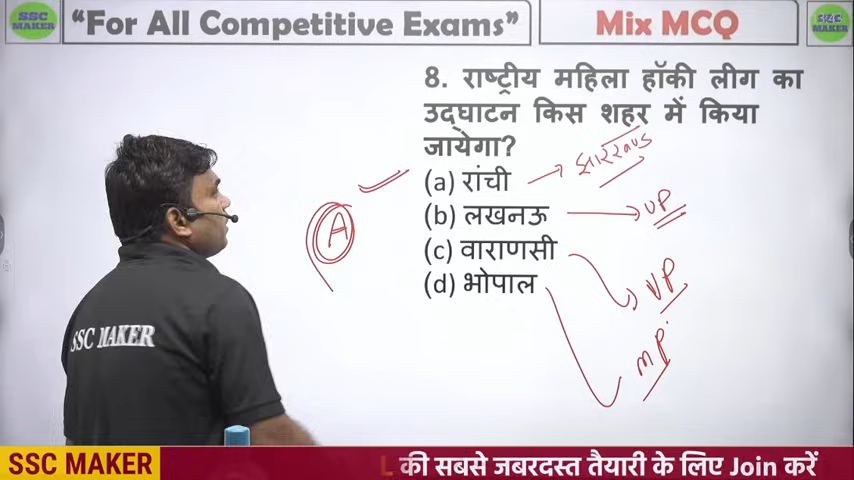 SSC
MAKER
“For All Competitive Exams”
Mix MCQ
SSC
MAKER
8. राष्ट्रीय महिला हॉकी लीग का
उद्घाटन किस शहर में किया
जायेगा?
(a) रांची
झारखण्ड
(b) लखनऊ
UP
(c) वाराणसी
UP
(d) भोपाल
MP
A
SSC MAKER
SSC MAKER
L की सबसे जबरदस्त तैयारी के लिए Join करें